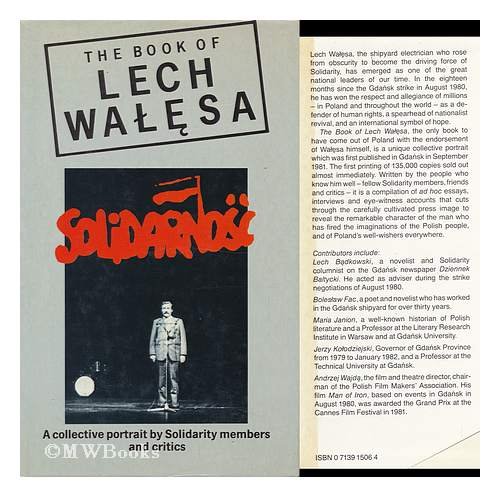 THE BOOK OF
LECH
WAŁĘSA
SOLIDARNOŚĆ
A collective portrait by Solidarity members
and critics
©MWBooks
Lech Wałęsa, the shipyard electrician who rose
from obscurity to become the driving force of
Solidarity, has emerged as one of the great
national leaders of our time. In the eighteen
months since the Gdańsk strike in August 1980,
he has won the respect and allegiance of millions
– in Poland and throughout the world – as a de-
fender of human rights, a spearhead of nationalist
revival, and an international symbol of hope.
The Book of Lech Wałęsa, the only book to
have come out of Poland with the endorsement
of Wałęsa himself, is a unique collective portrait
which was first published in Gdańsk in September
1981. The first printing of 135,000 copies sold out
almost immediately. Written by the people who
know him well – fellow Solidarity members, friends
and critics – it is a compilation of ad hoc essays,
interviews and eye-witness accounts that cuts
through the carefully cultivated press image to
reveal the remarkable character of the man who
has fired the imaginations of the Polish people,
and of Poland's well-wishers everywhere.
Contributors include:
Lech Bądkowski, a novelist and Solidarity
columnist on the Gdańsk newspaper Dziennek
Bałtycki. He acted as adviser during the strike
negotiations of August 1980.
Bolesław Fac, a poet and novelist who has worked
in the Gdańsk shipyard for over thirty years.
Maria Janion, a well-known historian of Polish
literature and a Professor at the Literary Research
Institute in Warsaw and at Gdańsk University.
Jerzy Kołodziejski, Governor of Gdańsk Province
from 1979 to January 1982, and a Professor at the
Technical University at Gdańsk.
Andrzej Wajda, the film and theatre director, chair-
man of the Polish Film Makers' Association. His
film Man of Iron, based on events in Gdańsk in
August 1980, was awarded the Grand Prix at the
Cannes Film Festival in 1981.
ISBN 0 7139 1506 4